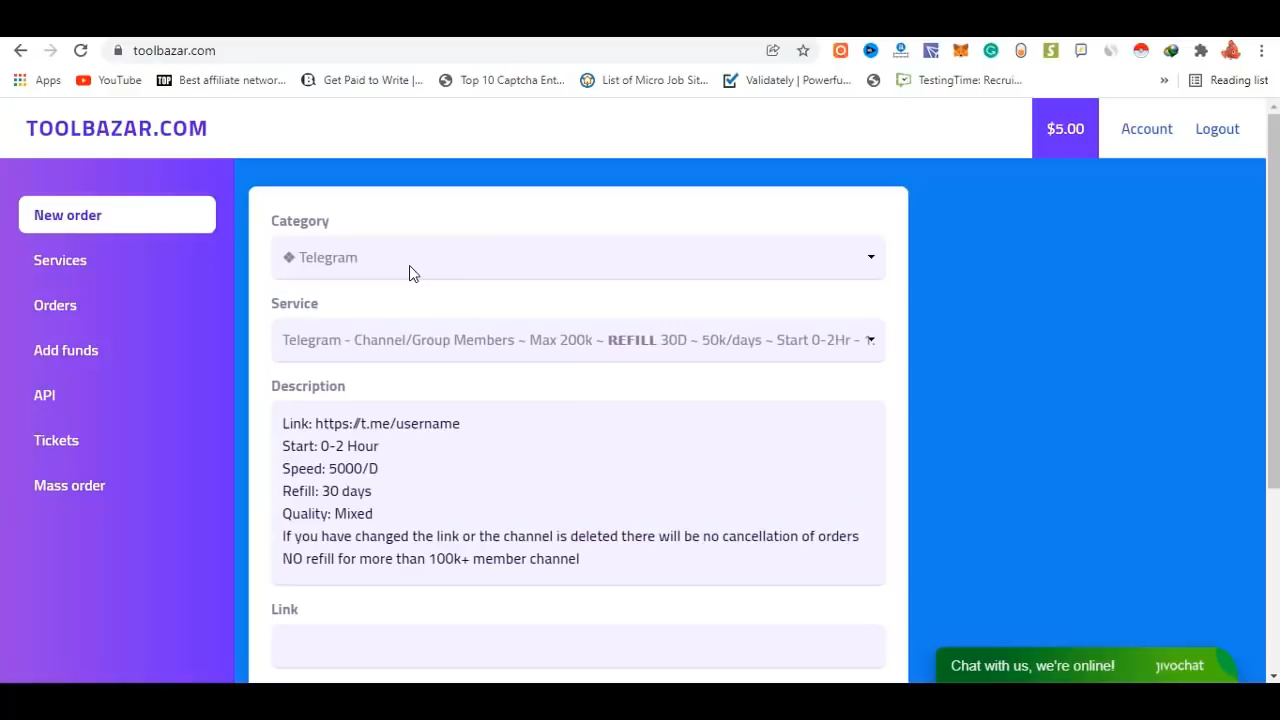 toolbazar.com
Apps
YouTube
TOP
Best affiliate networ...
Get Paid to Write |...
Top 10 Captcha Ent...
List of Micro Job Sit...
Validately | Powerfu...
TestingTime: Recrui...
»
Reading list
TOOLBAZAR.COM
$5.00
Account
Logout
New order
Services
Orders
Add funds
API
Tickets
Mass order
Category
❖ Telegram
Service
Telegram - Channel/Group Members ~ Max 200k ~ 𝗥𝗘𝗙𝗜𝗟𝗟 30D ~ 50k/days ~ Start 0-2Hr -
Description
Link: https://t.me/username
Start: 0-2 Hour
Speed: 5000/D
Refill: 30 days
Quality: Mixed
If you have changed the link or the channel is deleted there will be no cancellation of orders
NO refill for more than 100k+ member channel
Link
Chat with us, we're online!
jivochat